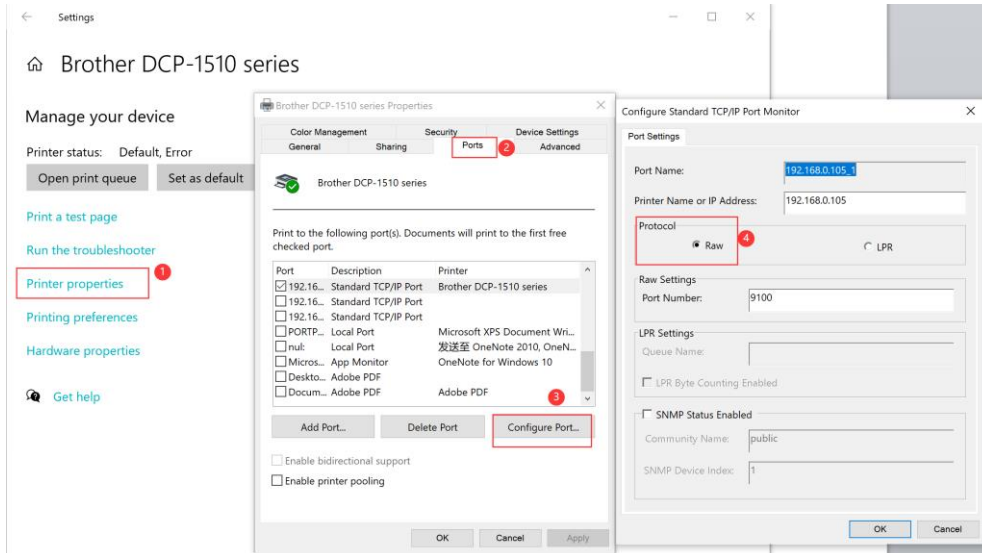 Settings
Brother DCP-1510 series
Manage your device
Printer status: Default, Error
Open print queue Set as default
Print a test page
Run the troubleshooter
1
Printer properties
Printing preferences
Hardware properties
Get help
Brother DCP-1510 series Properties
Color Management Security Device Settings
General Sharing Ports 2 Advanced
Brother DCP-1510 series
Print to the following port(s). Documents will print to the first free
checked port.
Port Description Printer
192.16... Standard TCP/IP Port Brother DCP-1510 series
192.16... Standard TCP/IP Port
192.16... Standard TCP/IP Port
PORTP... Local Port Microsoft XPS Document Wri...
nul: Local Port 发送至 OneNote 2010, OneN...
Micros... App Monitor OneNote for Windows 10
Deskto... Adobe PDF
Docum... Adobe PDF Adobe PDF
3
Add Port... Delete Port Configure Port...
Enable bidirectional support
Enable printer pooling
OK Cancel Apply
Configure Standard TCP/IP Port Monitor
Port Settings
Port Name: 192.168.0.105_1
Printer Name or IP Address: 192.168.0.105
Protocol
Raw 4 LPR
Raw Settings
Port Number: 9100
LPR Settings
Queue Name:
LPR Byte Counting Enabled
SNMP Status Enabled
Community Name: public
SNMP Device Index: 1
OK Cancel